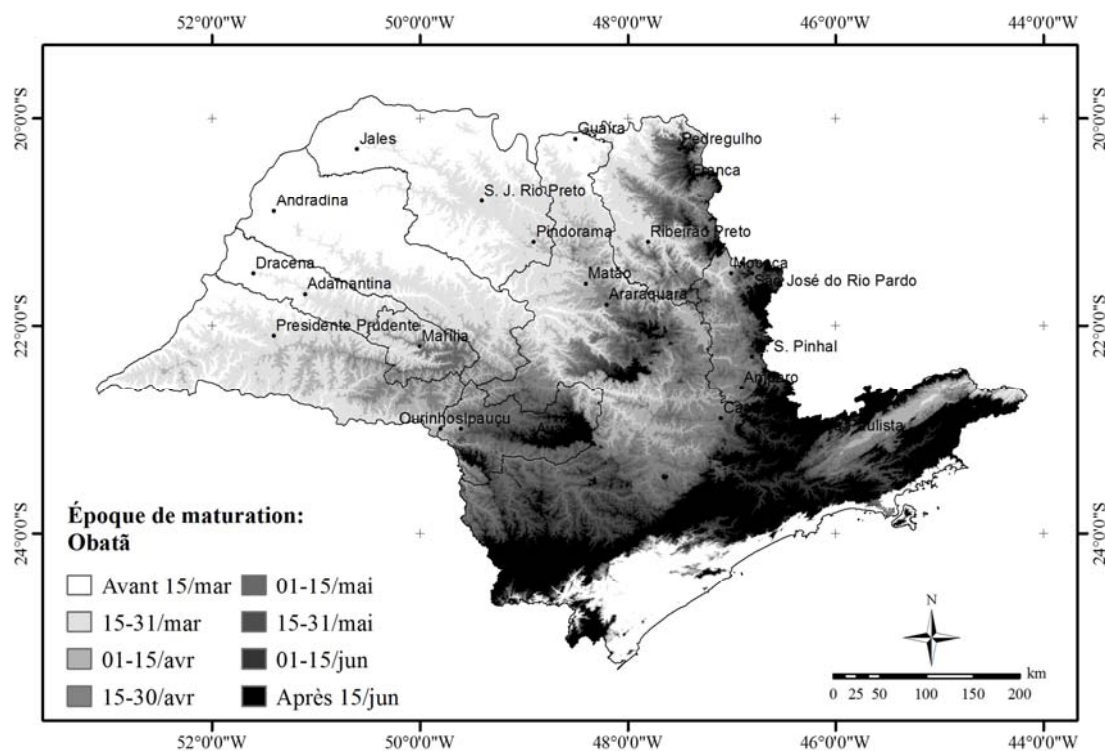 52°0'0"W 50°0'0"W 48°0'0"W 46°0'0"W 44°0'0"W
20°0'0"S
20°0'0"S
Guaíra
Pedregulho
Jales
Franca
S. J. Rio Preto
Andradina
Pindorama
Ribeirão Preto
Dracena
Mococa
Adamantina
Matão
São José do Rio Pardo
Araraquara
22°0'0"S
22°0'0"S
Presidente Prudente
Marília
S. Pinhal
Amparo
Ourinhos Ipauçu
Paulista
24°0'0"S
24°0'0"S
Époque de maturation:
Obatã
Avant 15/mar
01-15/mai
15-31/mar
15-31/mai
01-15/avr
01-15/jun
15-30/avr
Après 15/jun
N
km
0 25 50 100 150 200
52°0'0"W 50°0'0"W 48°0'0"W 46°0'0"W 44°0'0"W